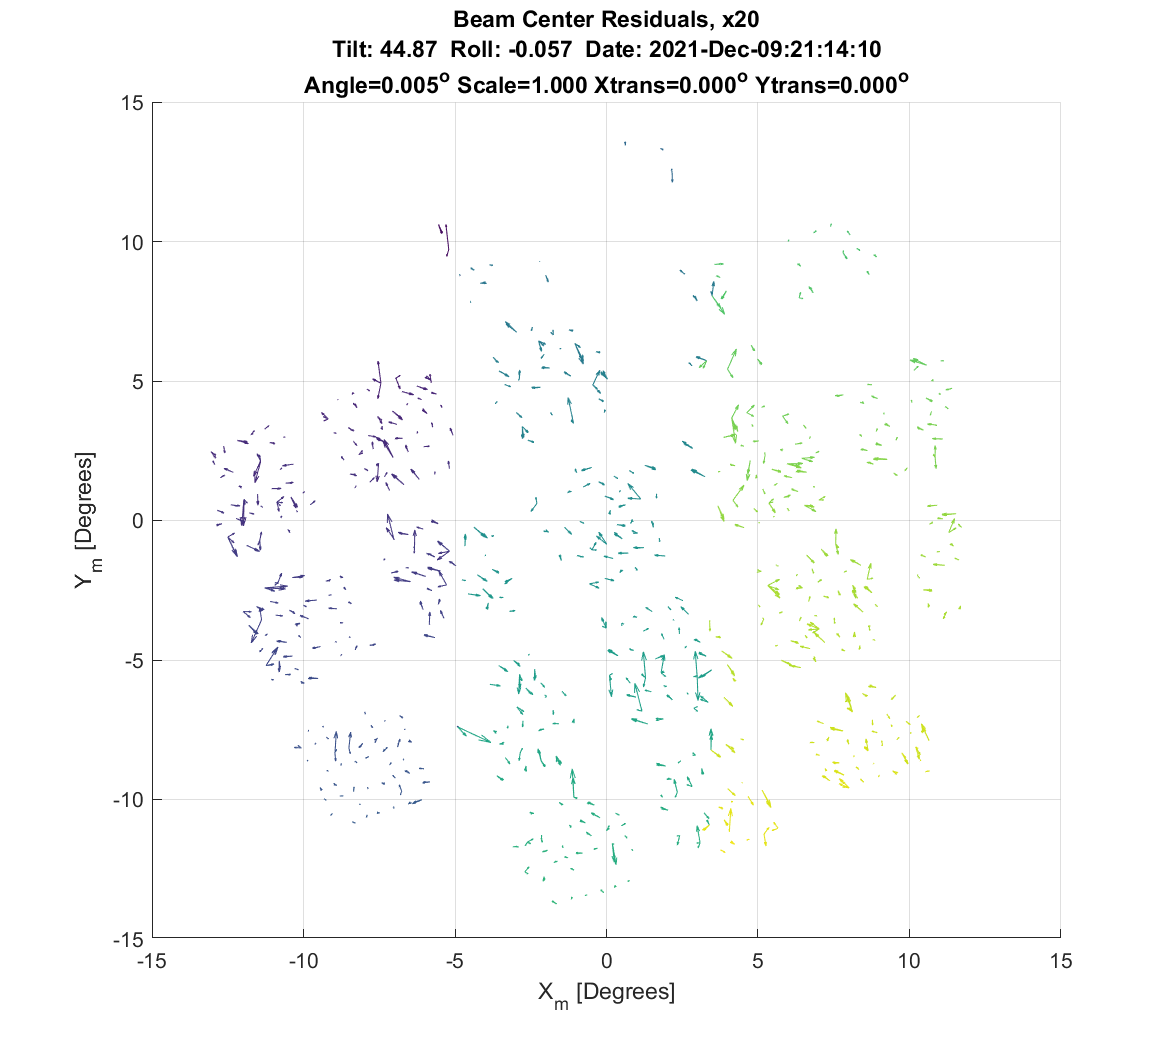 Beam Center Residuals, x20
Tilt: 44.87 Roll: -0.057 Date: 2021-Dec-09:21:14:10
Angle=0.005° Scale=1.000 Xtrans=0.000° Ytrans=0.000°
15
10
5
0
-5
-10
-15
Y_m [Degrees]
-15 -10 -5 0 5 10 15
X_m [Degrees]